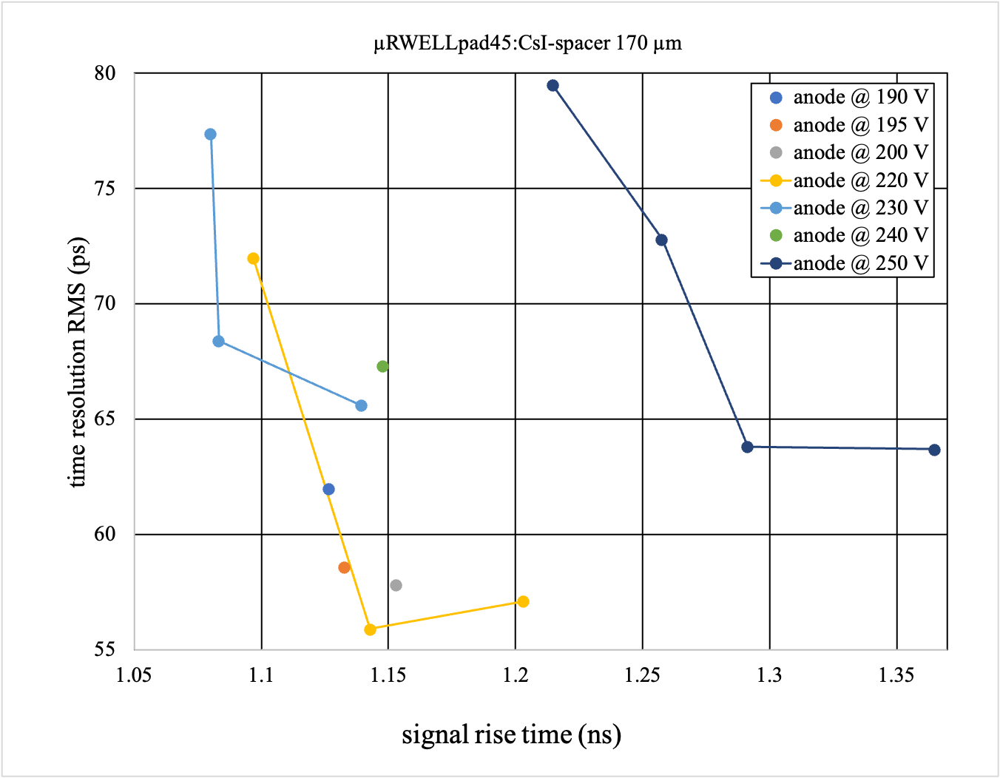 µRWELLpad45:CsI-spacer 170 µm
80
75
70
65
60
55
time resolution RMS (ps)
anode @ 190 V
anode @ 195 V
anode @ 200 V
anode @ 220 V
anode @ 230 V
anode @ 240 V
anode @ 250 V
1.05 1.1 1.15 1.2 1.25 1.3 1.35
signal rise time (ns)